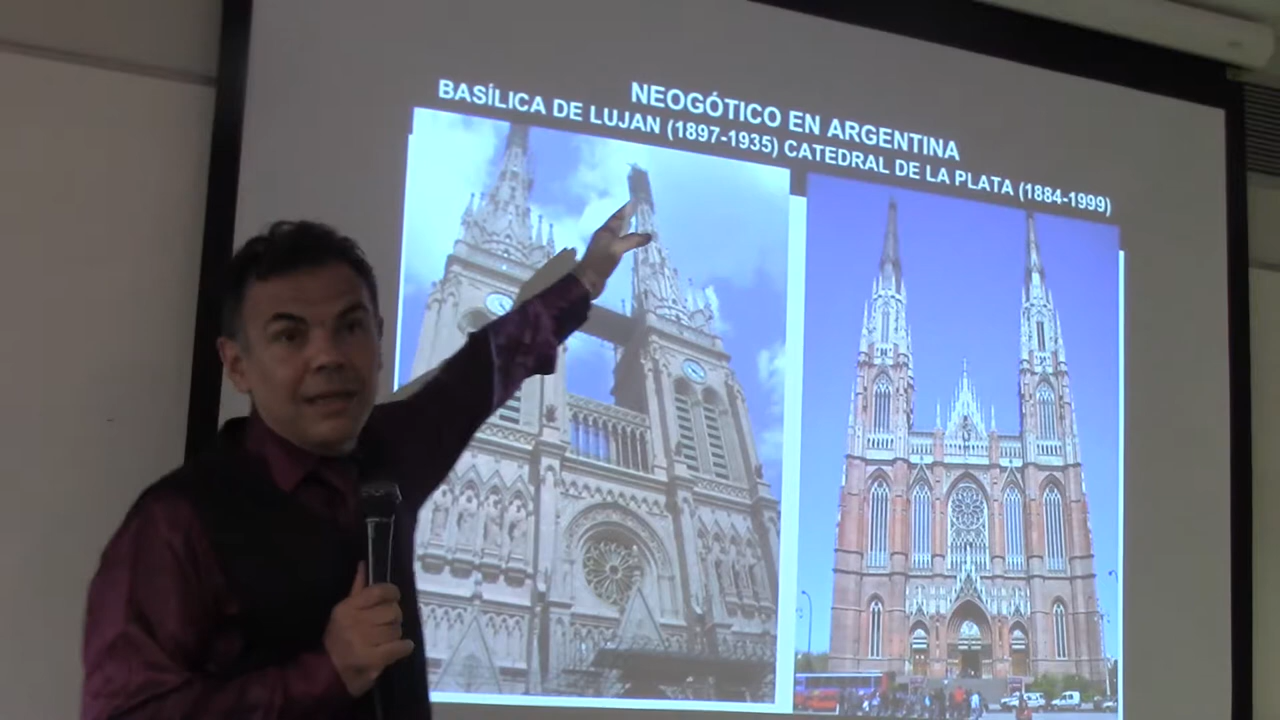 NEOGÓTICO EN ARGENTINA
BASÍLICA DE LUJAN (1897-1935) CATEDRAL DE LA PLATA (1884-1999)